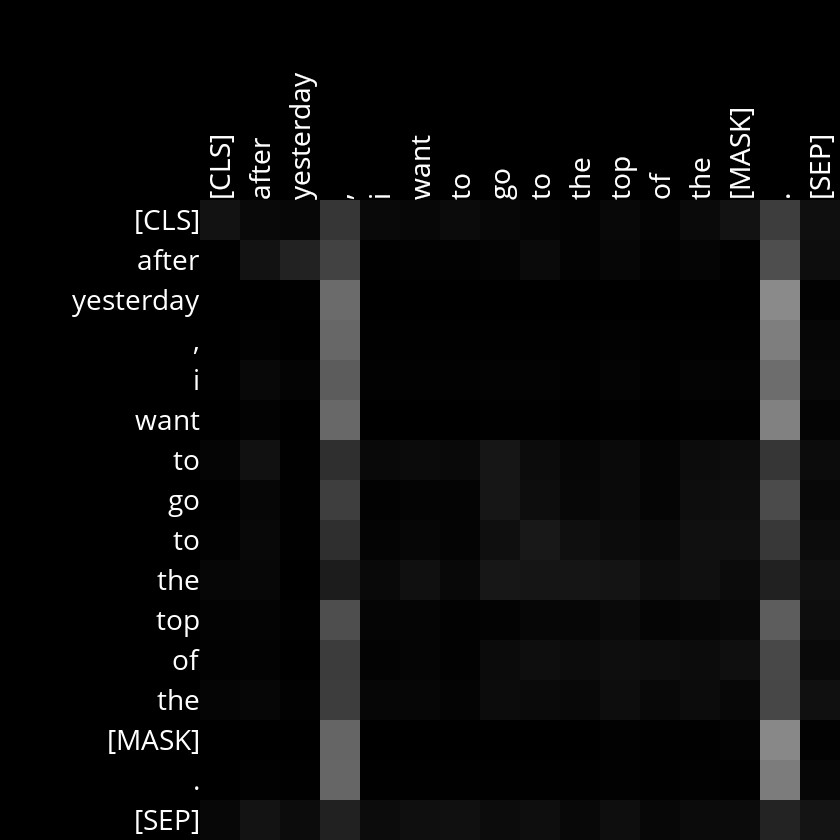 [CLS] after yesterday , i want to go to the top of the [MASK] . [SEP]
[CLS]
after
yesterday
,
i
want
to
go
to
the
top
of
the
[MASK]
.
[SEP]